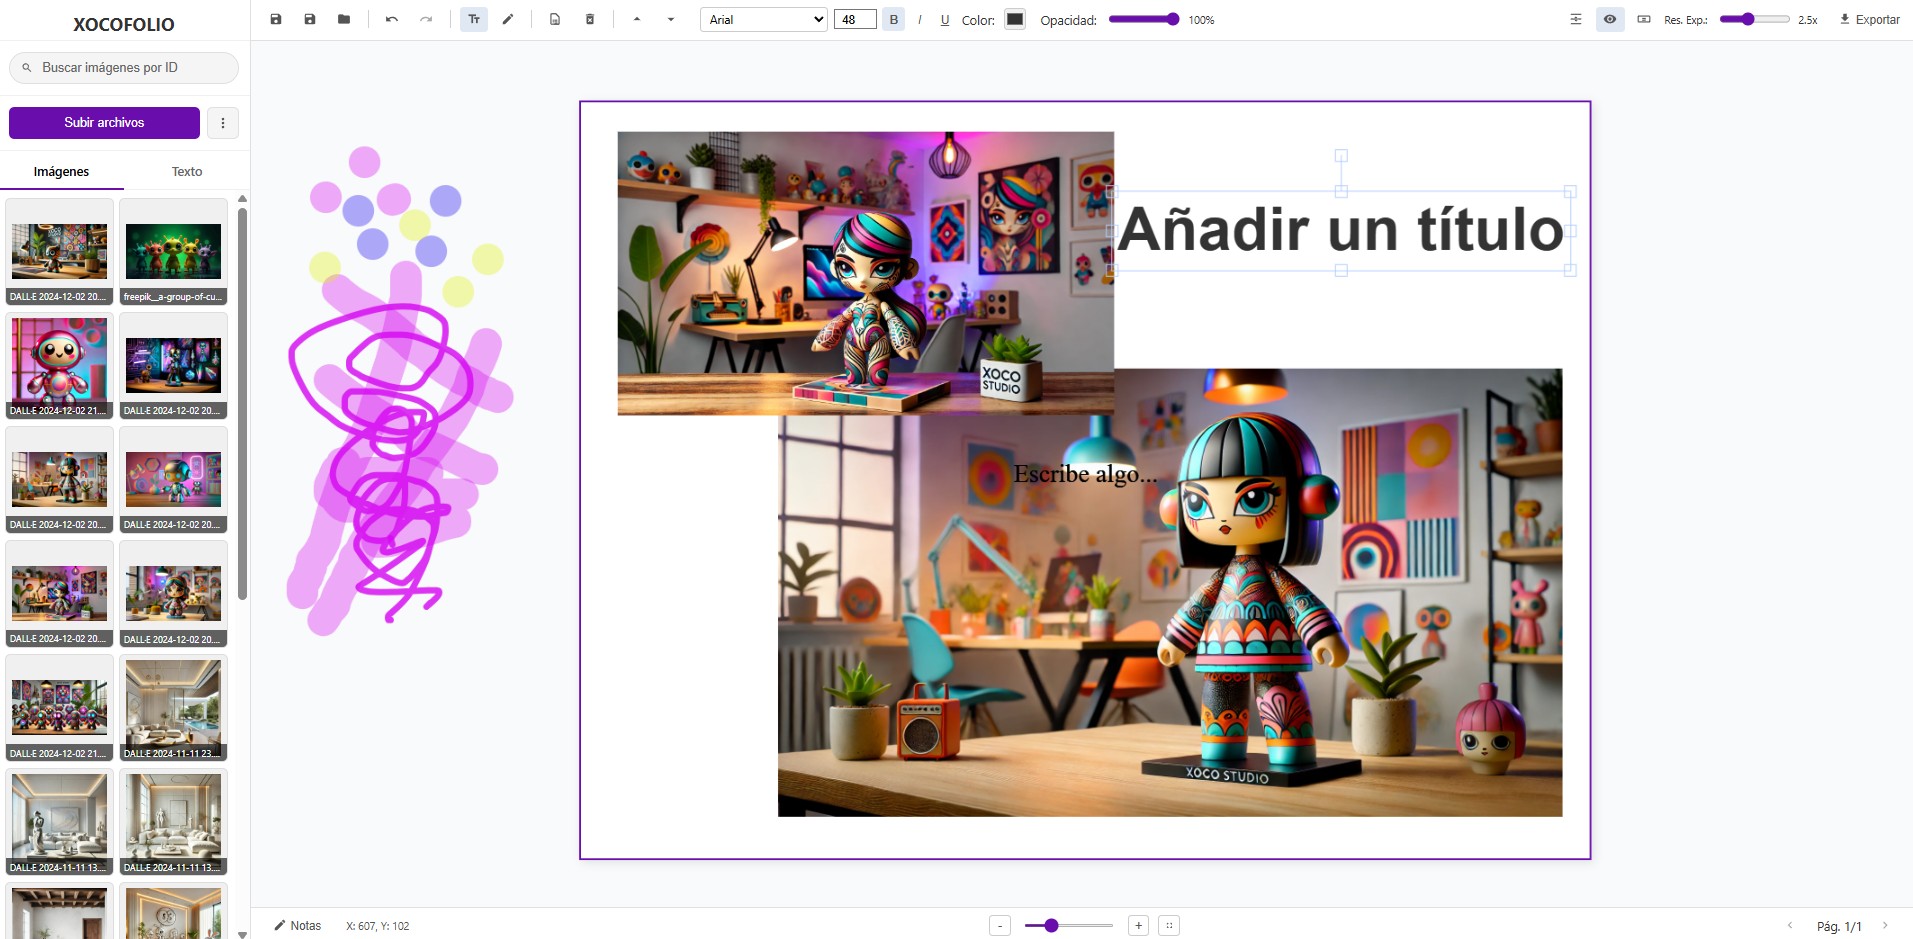 XOCOFOLIO
Buscar imágenes por ID
Subir archivos
Imágenes
Texto
DALL·E 2024-12-02 20....
freepik__a-group-of-cu...
DALL·E 2024-12-02 21....
DALL·E 2024-12-02 20....
DALL·E 2024-12-02 20....
DALL·E 2024-12-02 20....
DALL·E 2024-12-02 20....
DALL·E 2024-12-02 20....
DALL·E 2024-12-02 21....
DALL·E 2024-11-11 23....
DALL·E 2024-11-11 13....
DALL·E 2024-11-11 13....
Tт
Arial
48
B
I
U
Color:
Opacidad:
100%
Res. Exp.:
2.5x
Exportar
Añadir un título
XOCO
STUDIO
Escribe algo...
XOCO STUDIO
Notas
X: 607, Y: 102
-
+
Pág. 1/1